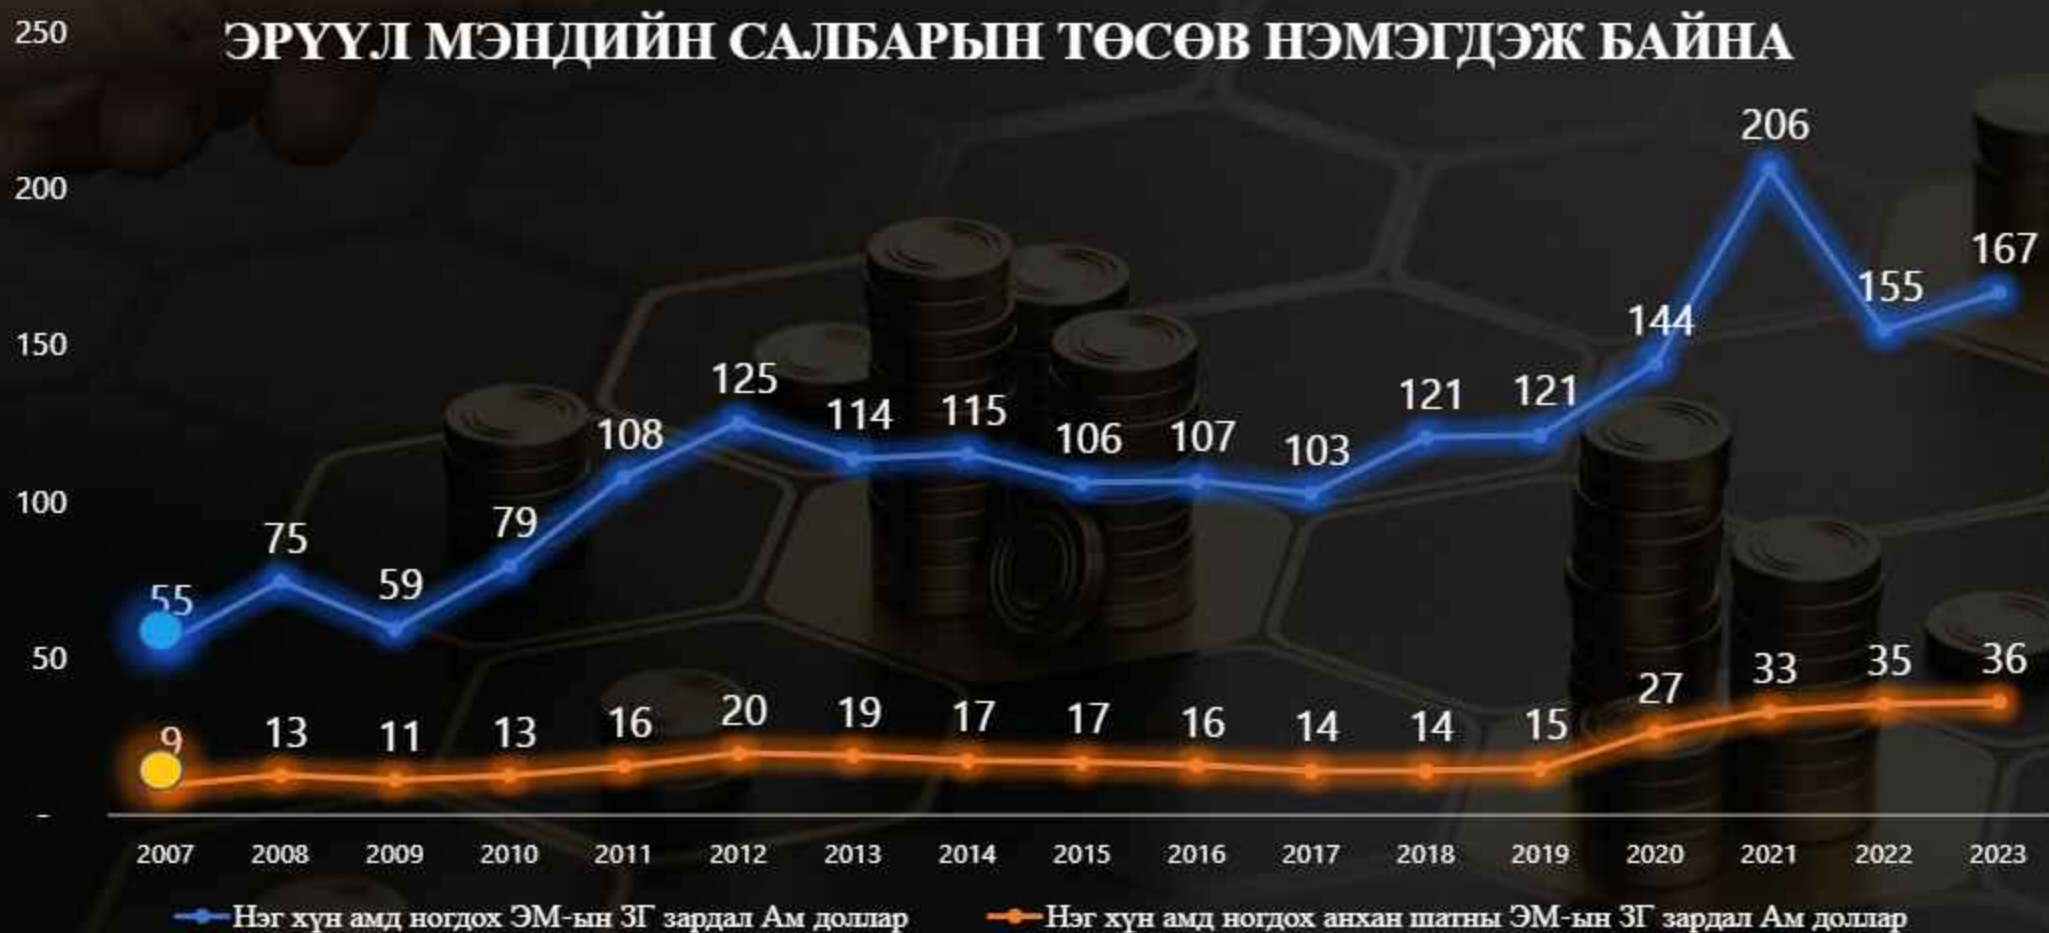 ЭРҮҮЛ МЭНДИЙН САЛБАРЫН ТӨСӨВ НЭМЭГДЭЖ БАЙНА
250
200
150
100
50
-
55 75 59 79 108 125 114 115 106 107 103 121 121 144 206 155 167
9 13 11 13 16 20 19 17 17 16 14 14 15 27 33 35 36
2007 2008 2009 2010 2011 2012 2013 2014 2015 2016 2017 2018 2019 2020 2021 2022 2023
Нэг хүн амд ногдох ЭМ-ын ЗГ зардал Ам доллар
Нэг хүн амд ногдох анхан шатны ЭМ-ын ЗГ зардал Ам доллар